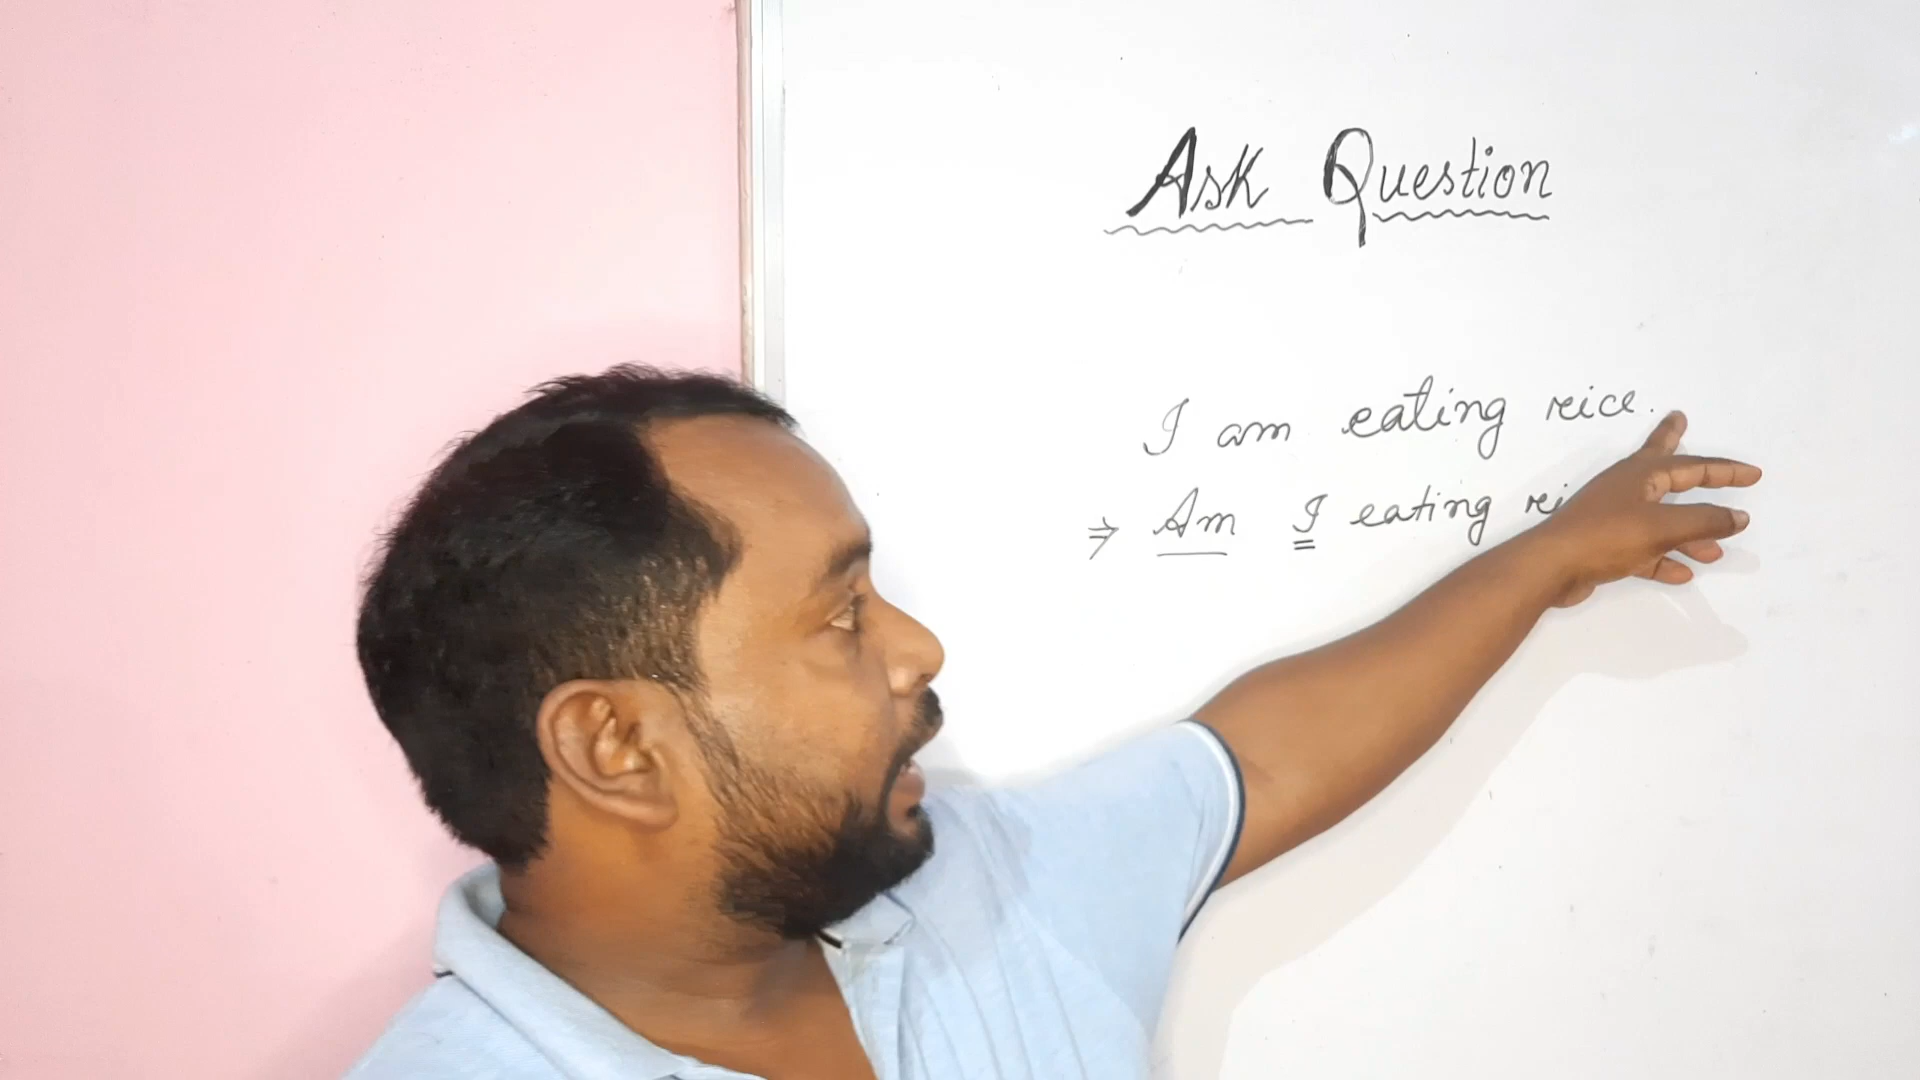 Ask Question
I am eating rice.
⇒ Am I eating